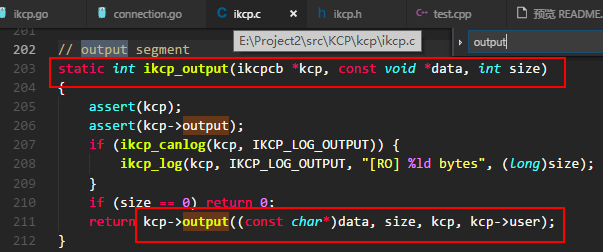 ikcp.go connection.go C ikcp.c C ikcp.h C+ test.cpp 预览 README.
E:\Project2\src\KCP\kcp\ikcp.c
output
201
202 // output segment
203 static int ikcp_output(ikcpcb *kcp, const void *data, int size)
204 {
205 assert(kcp);
206 assert(kcp->output);
207 if (ikcp_canlog(kcp, IKCP_LOG_OUTPUT)) {
208 ikcp_log(kcp, IKCP_LOG_OUTPUT, "[RO] %ld bytes", (long)size);
209 }
210 if (size == 0) return 0;
211 return kcp->output((const char*)data, size, kcp, kcp->user);
212 }